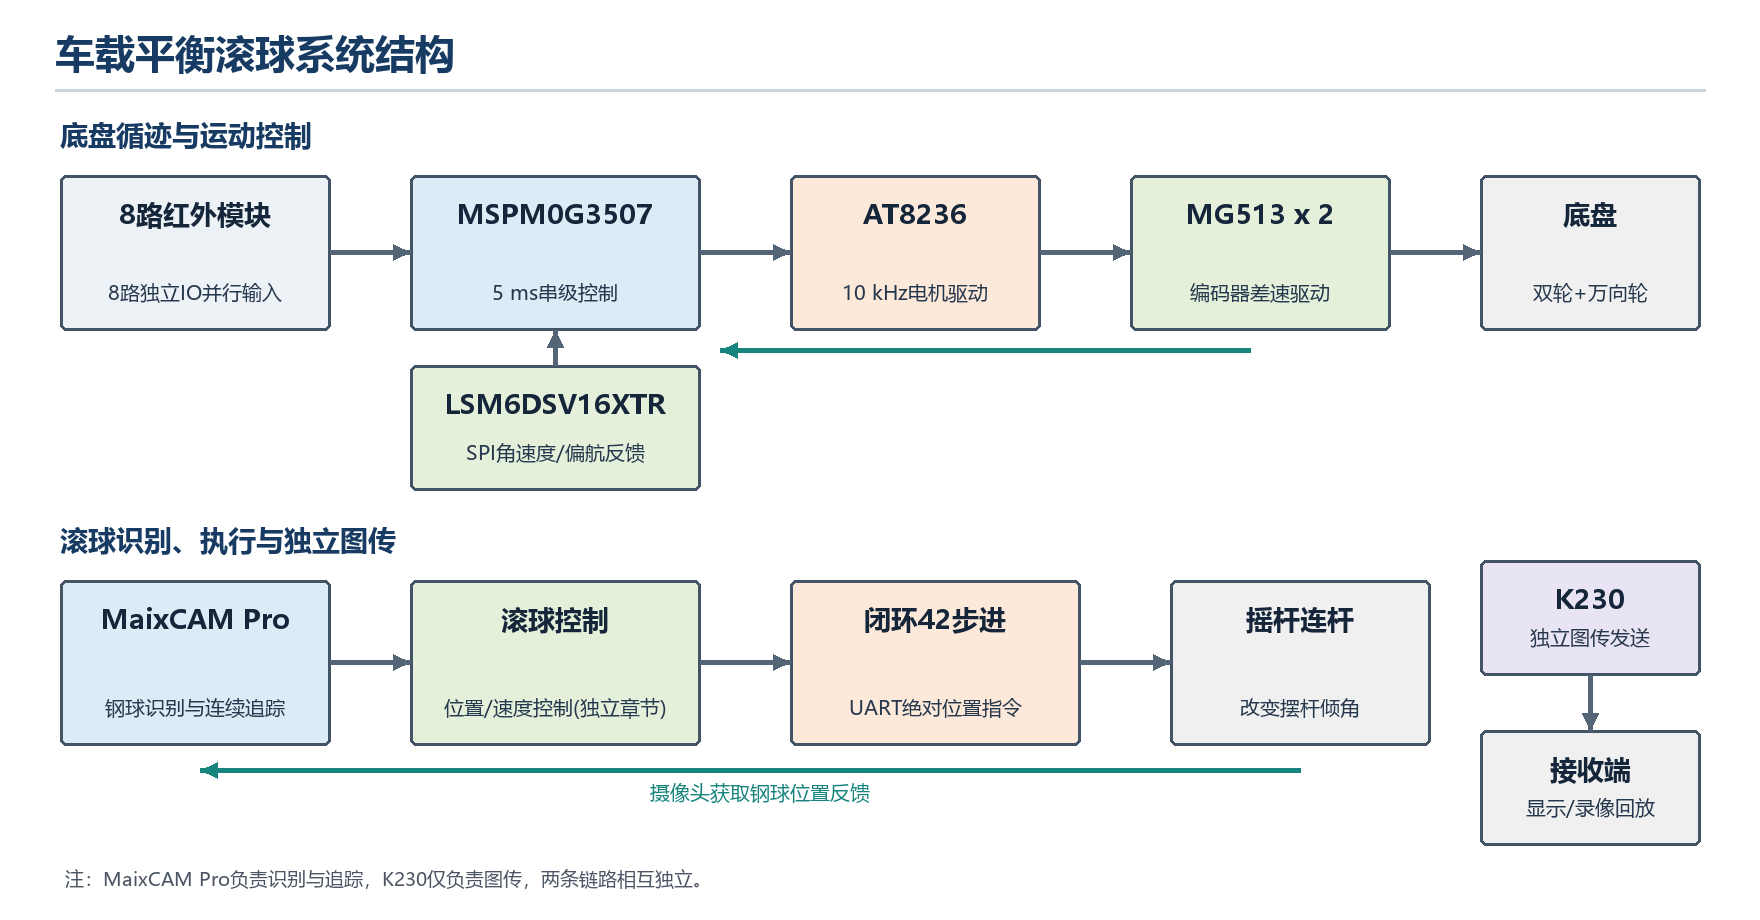 车载平衡滚球系统结构
底盘循迹与运动控制
8路红外模块
8路独立IO并行输入
MSPM0G3507
5 ms串级控制
AT8236
10 kHz电机驱动
MG513 x 2
编码器差速驱动
底盘
双轮+万向轮
LSM6DSV16XTR
SPI角速度/偏航反馈
滚球识别、执行与独立图传
MaixCAM Pro
钢球识别与连续追踪
滚球控制
位置/速度控制(独立章节)
闭环42步进
UART绝对位置指令
摇杆连杆
改变摆杆倾角
K230
独立图传发送
接收端
显示/录像回放
摄像头获取钢球位置反馈
注：MaixCAM Pro负责识别与追踪，K230仅负责图传，两条链路相互独立。